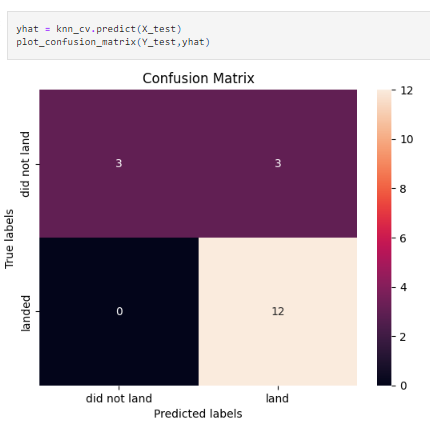 yhat = knn_cv.predict(X_test)
plot_confusion_matrix(Y_test,yhat)
Confusion Matrix
did not land
landed
True labels
3
3
0
12
did not land
land
Predicted labels
12
10
8
6
4
2
0